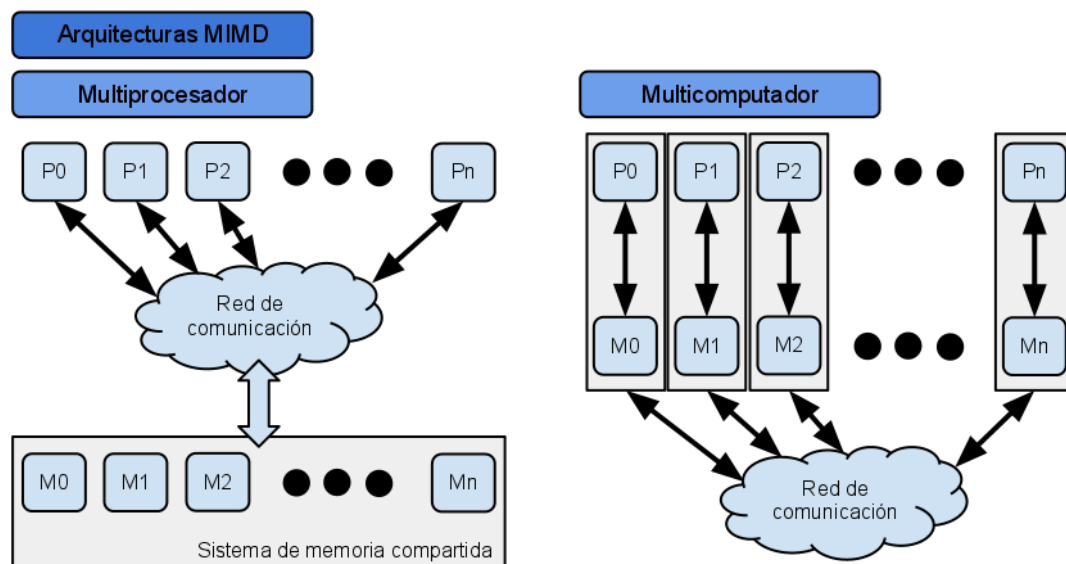 Arquitecturas MIMD
Multiprocesador
P0 P1 P2 Pn
Red de
comunicación
M0 M1 M2 Mn
Sistema de memoria compartida
Multicomputador
P0 P1 P2 Pn
M0 M1 M2 Mn
Red de
comunicación